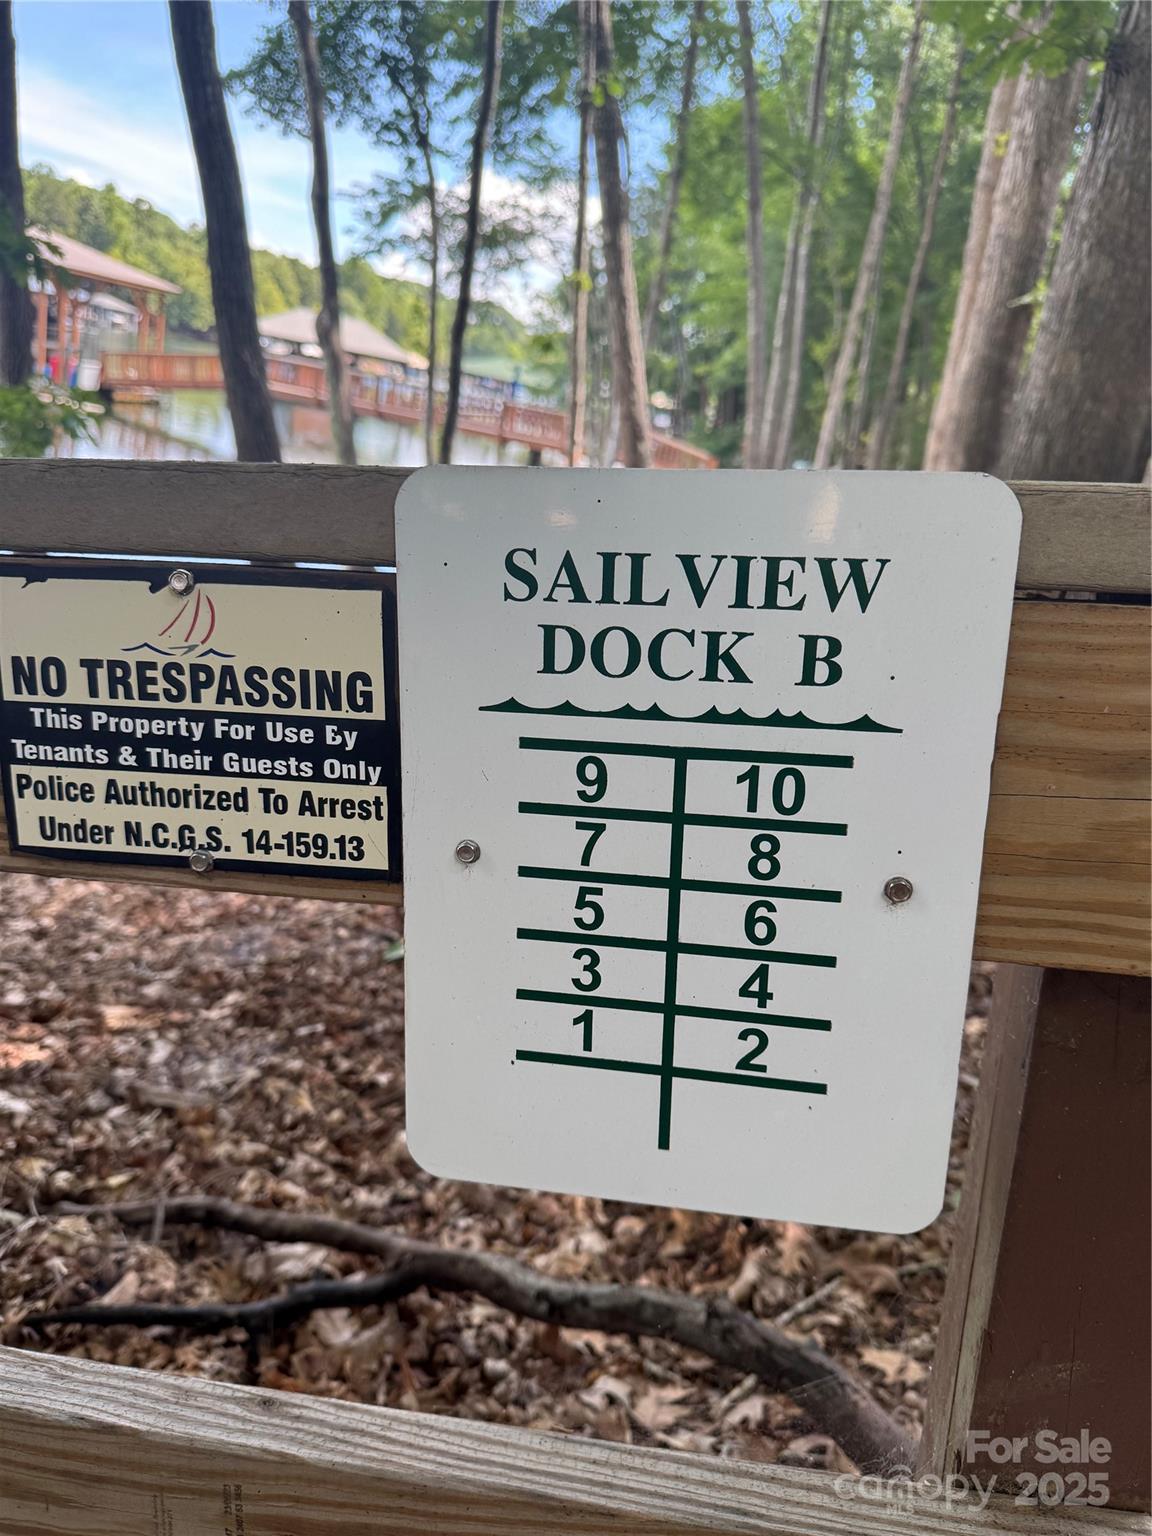 NO TRESPASSING
This Property For Use By
Tenants & Their Guests Only
Police Authorized To Arrest
Under N.C.G.S. 14-159.13
SAILVIEW
DOCK B
9 10
7 8
5 6
3 4
1 2
For Sale
canopy 2025
MLS